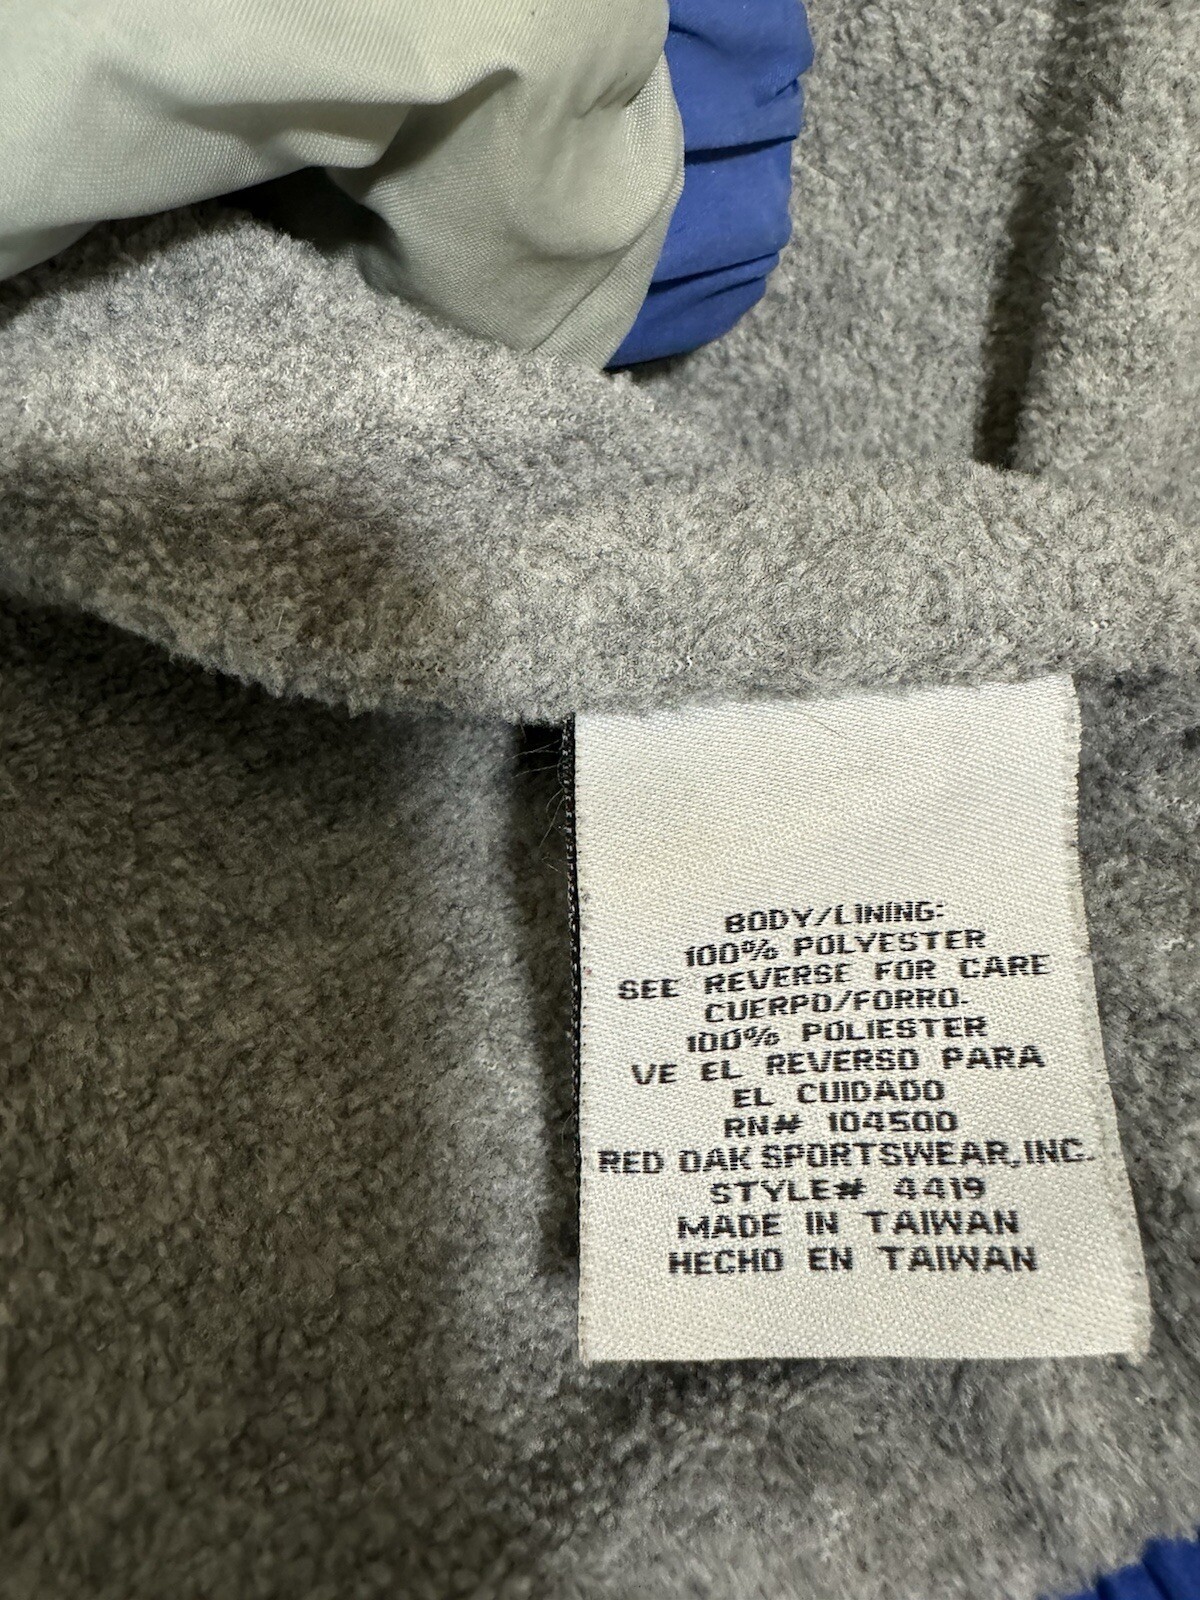 BODY/LINING:
100% POLYESTER
SEE REVERSE FOR CARE
CUERPO/FORRO-
100% POLIESTER
VE EL REVERSO PARA
EL CUIDADO
RN# 104500
RED OAK SPORTSWEAR, INC.
STYLE# 4419
MADE IN TAIWAN
HECHO EN TAIWAN